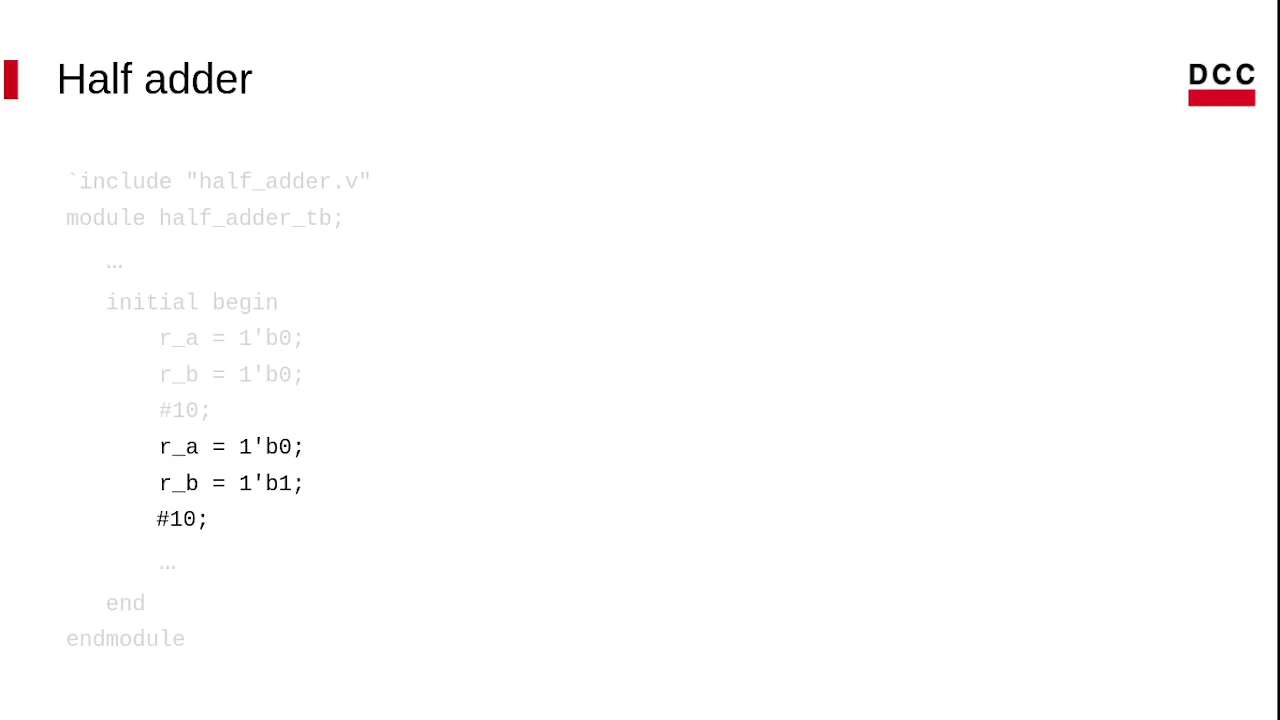 Half adder
DCC
`include "half_adder.v"
module half_adder_tb;
…
initial begin
r_a = 1'b0;
r_b = 1'b0;
#10;
r_a = 1'b0;
r_b = 1'b1;
#10;
…
end
endmodule